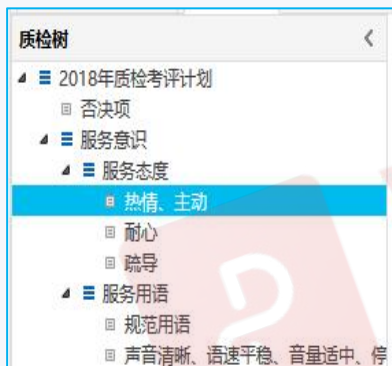 质检树
2018年质检考评计划
否决项
服务意识
服务态度
热情、主动
耐心
疏导
服务用语
规范用语
声音清晰、语速平稳、音量适中、停